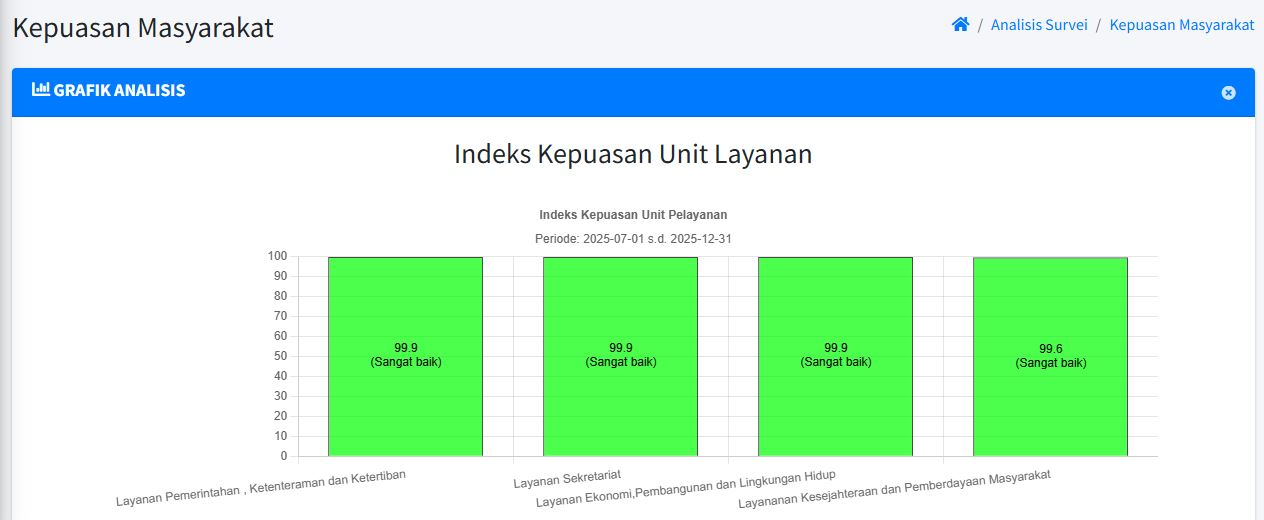 Kepuasan Masyarakat
/ Analisis Survei / Kepuasan Masyarakat
GRAFIK ANALISIS
Indeks Kepuasan Unit Layanan
Indeks Kepuasan Unit Pelayanan
Periode: 2025-07-01 s.d. 2025-12-31
100
90
80
70
60
50
40
30
20
10
0
99.9
(Sangat baik)
99.9
(Sangat baik)
99.9
(Sangat baik)
99.6
(Sangat baik)
Layanan Pemerintahan , Ketenteraman dan Ketertiban
Layanan Sekretariat
Layanan Ekonomi,Pembangunan dan Lingkungan Hidup
Layananan Kesejahteraan dan Pemberdayaan Masyarakat